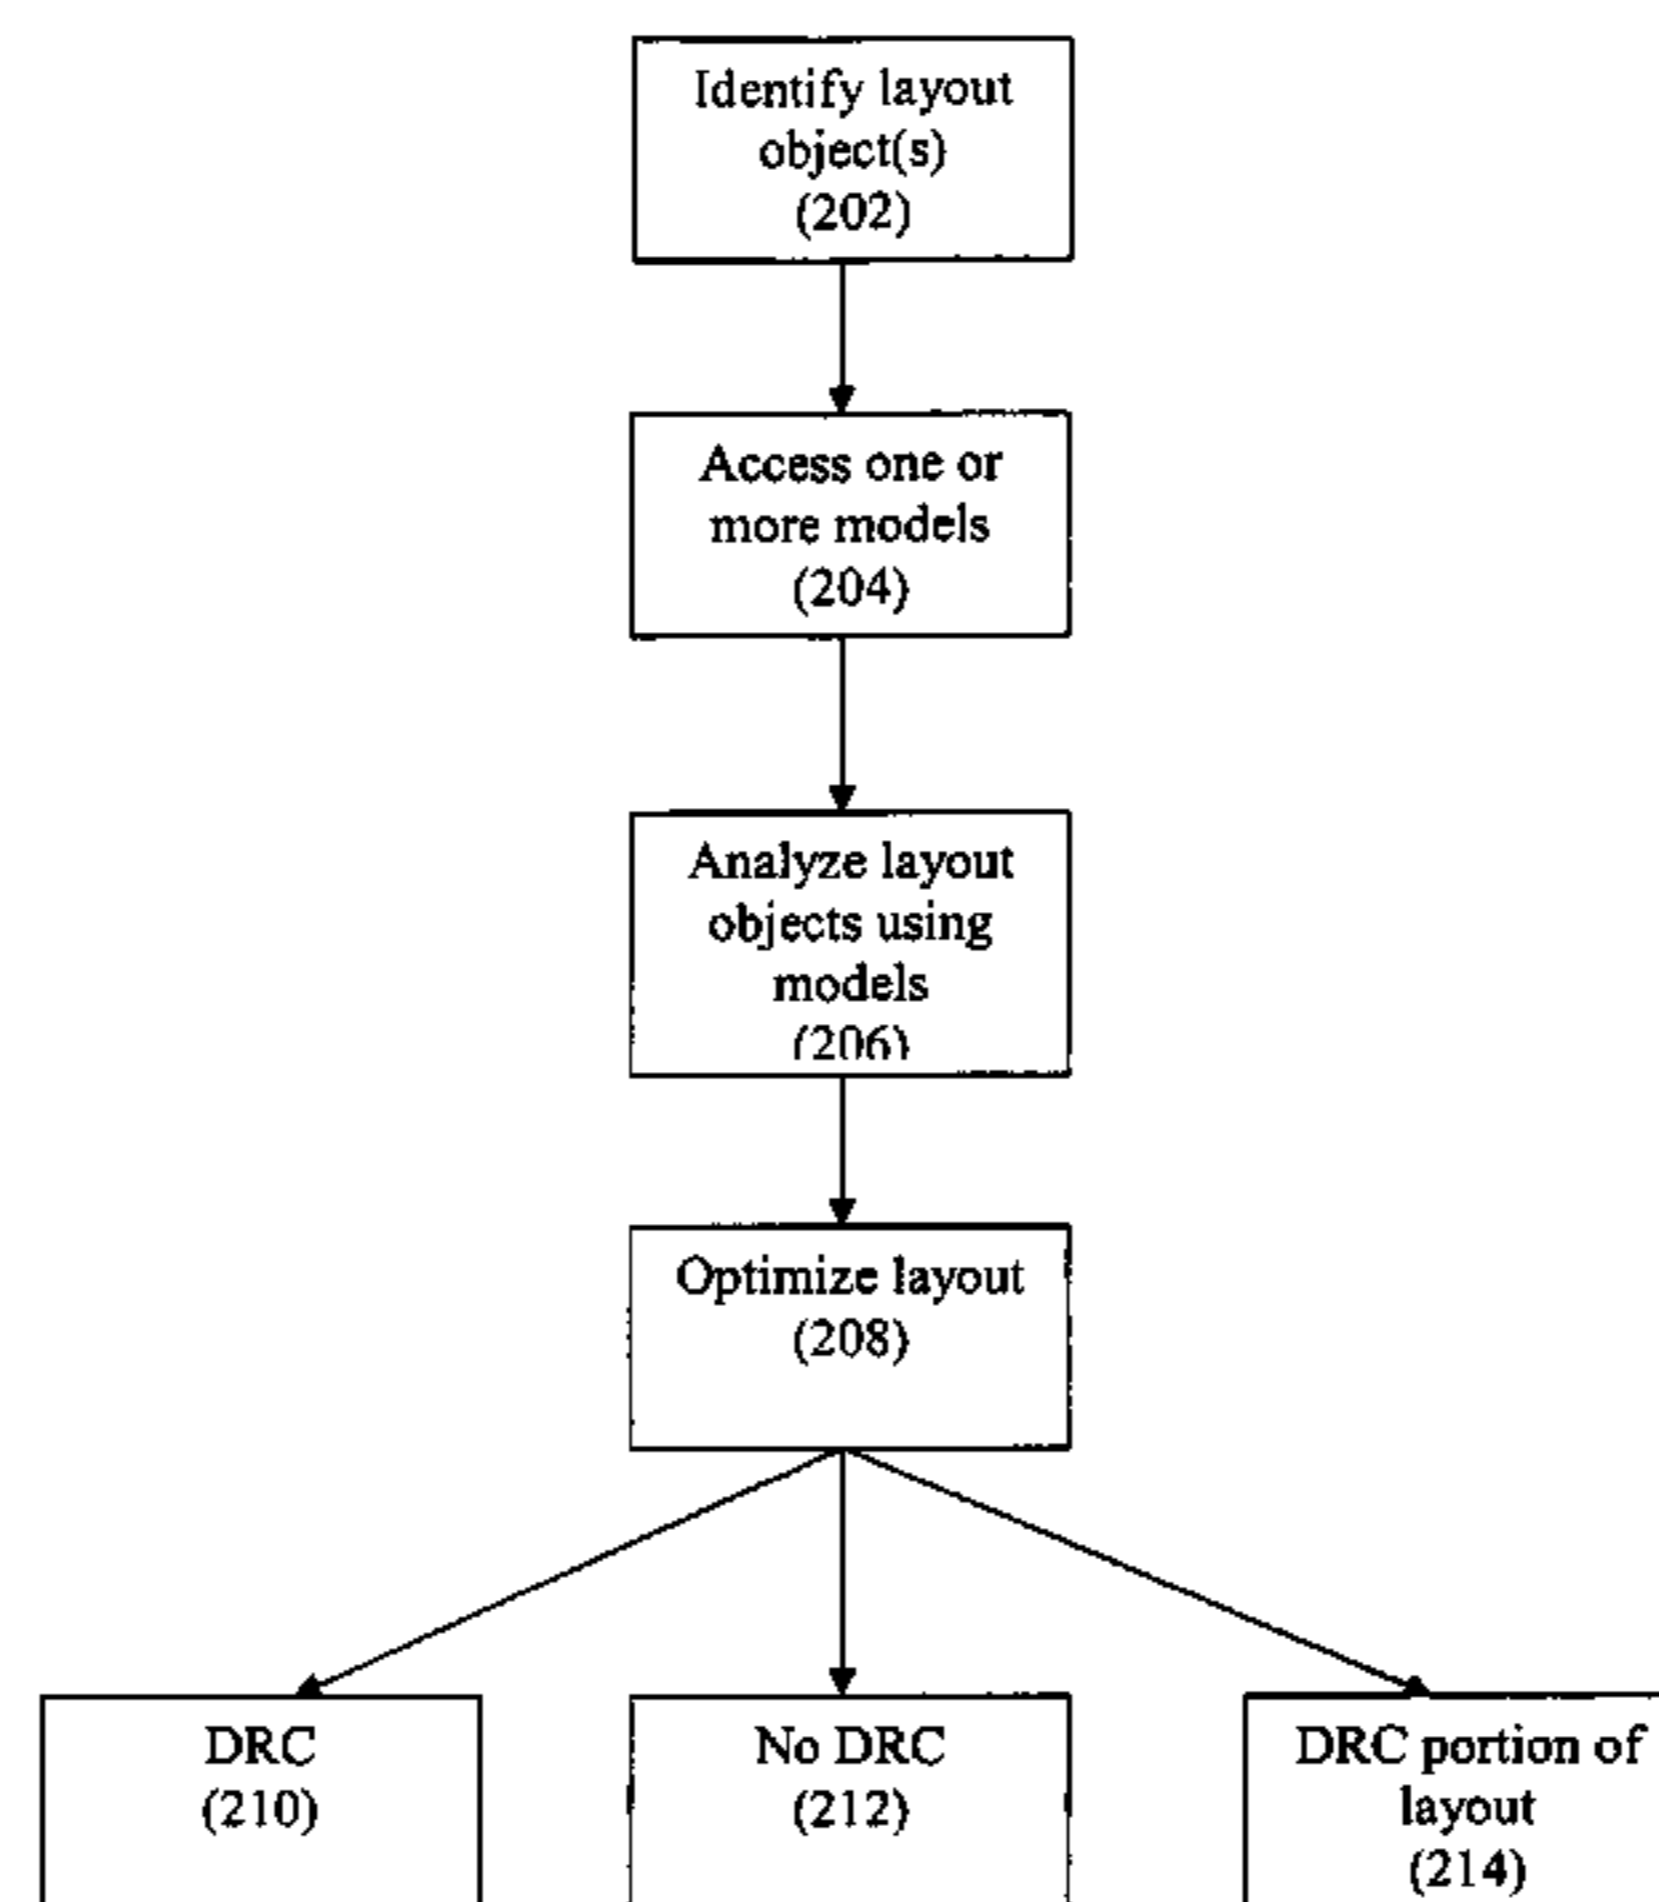 Identify layout
object(s)
(202)
Access one or
more models
(204)
Analyze layout
objects using
models
(206)
Optimize layout
(208)
DRC
(210)
No DRC
(212)
DRC portion of
layout
(214)